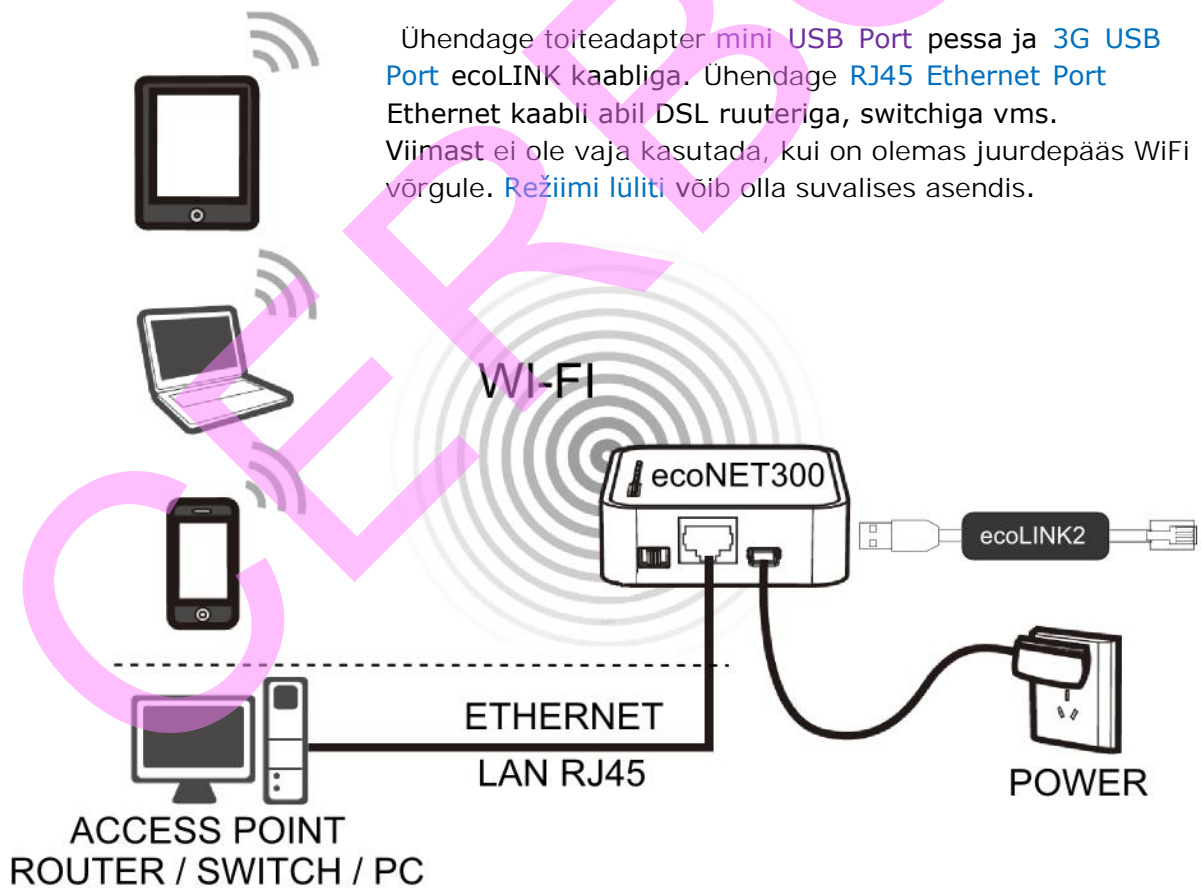 Ühendage toiteadapter mini USB Port pessa ja 3G USB
Port ecoLINK kaabliga. Ühendage RJ45 Ethernet Port
Ethernet kaabli abil DSL ruuteriga, switchiga vms.
Viimast ei ole vaja kasutada, kui on olemas juurdepääs WiFi
võrgule. Režiimi lüliti võib olla suvalises asendis.
WI-FI
ecoNET300
ecoLINK2
ETHERNET
LAN RJ45
POWER
ACCESS POINT
ROUTER / SWITCH / PC